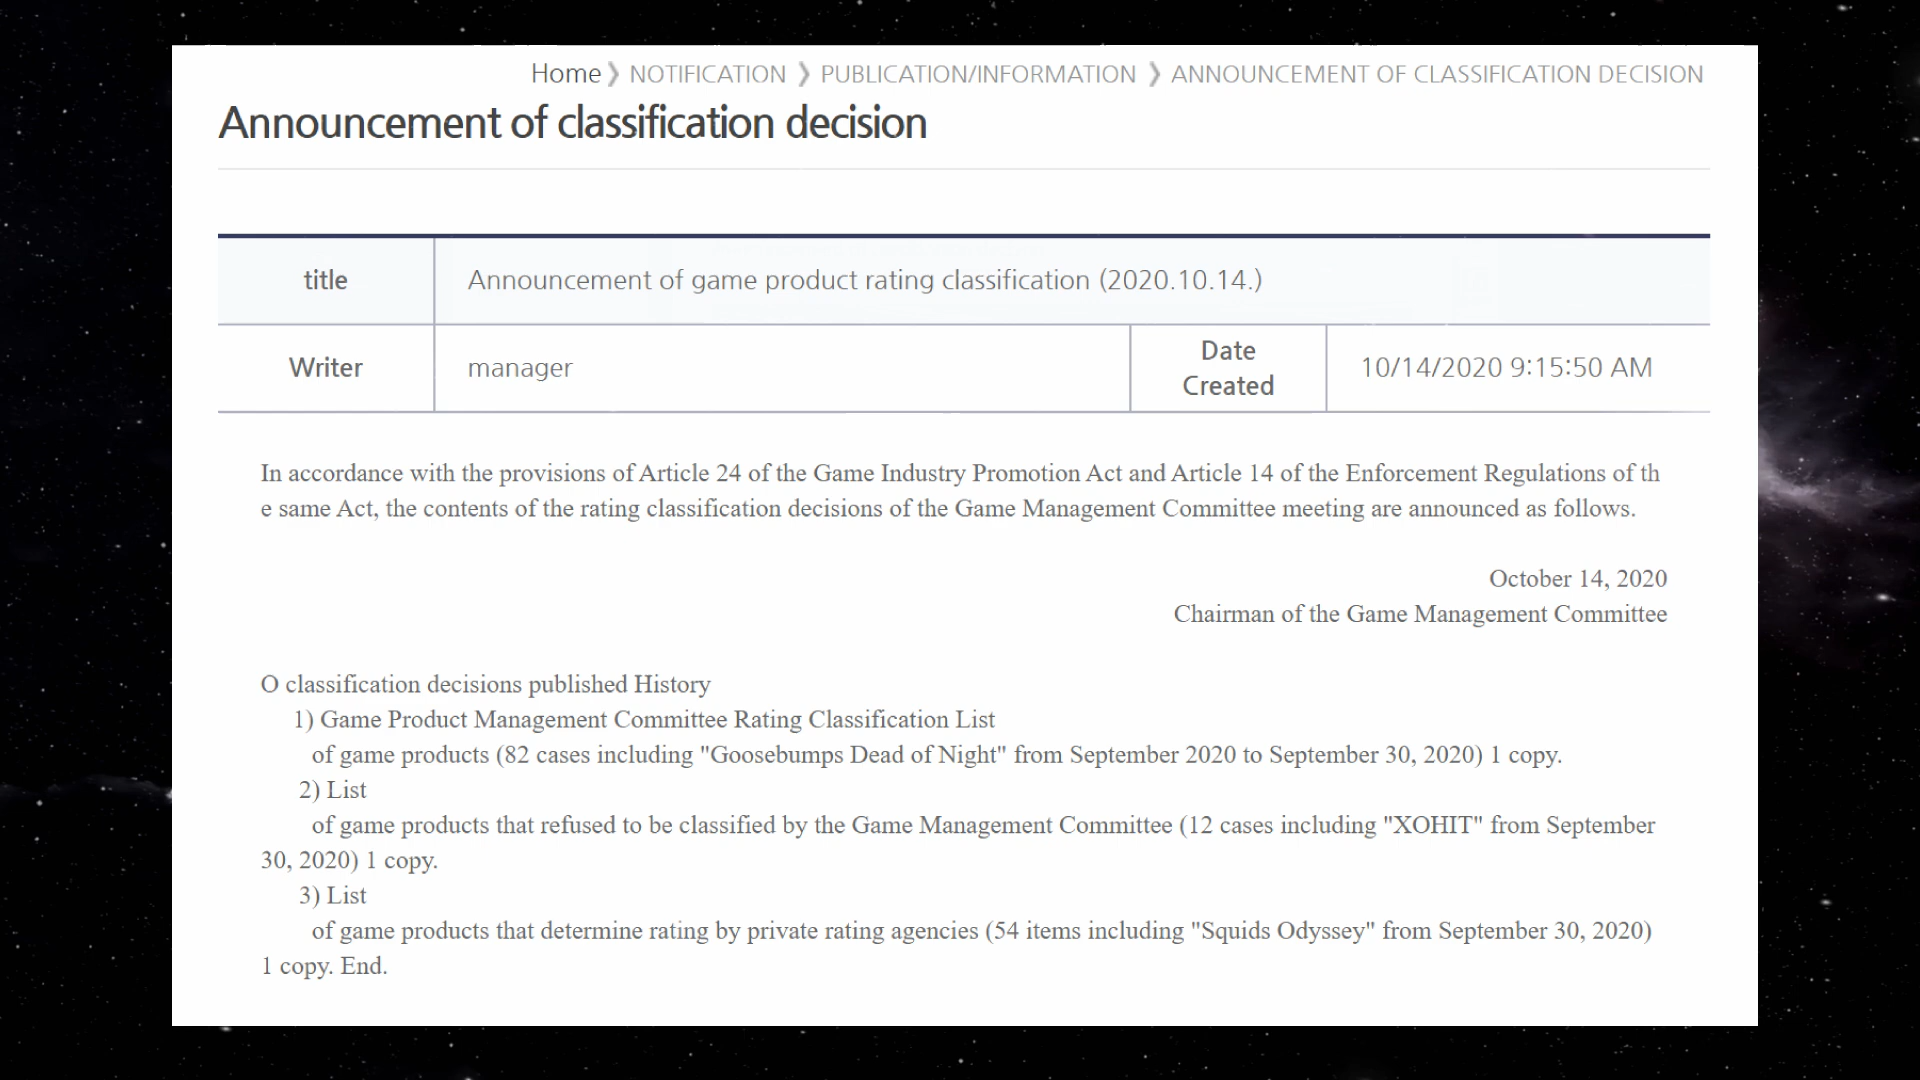 Home ❯ NOTIFICATION ❯ PUBLICATION/INFORMATION ❯ ANNOUNCEMENT OF CLASSIFICATION DECISION
Announcement of classification decision
title Announcement of game product rating classification (2020.10.14.)
Writer manager Date Created 10/14/2020 9:15:50 AM
In accordance with the provisions of Article 24 of the Game Industry Promotion Act and Article 14 of the Enforcement Regulations of th
e same Act, the contents of the rating classification decisions of the Game Management Committee meeting are announced as follows.
October 14, 2020
Chairman of the Game Management Committee
O classification decisions published History
1) Game Product Management Committee Rating Classification List
of game products (82 cases including "Goosebumps Dead of Night" from September 2020 to September 30, 2020) 1 copy.
2) List
of game products that refused to be classified by the Game Management Committee (12 cases including "XOHIT" from September
30, 2020) 1 copy.
3) List
of game products that determine rating by private rating agencies (54 items including "Squids Odyssey" from September 30, 2020)
1 copy. End.